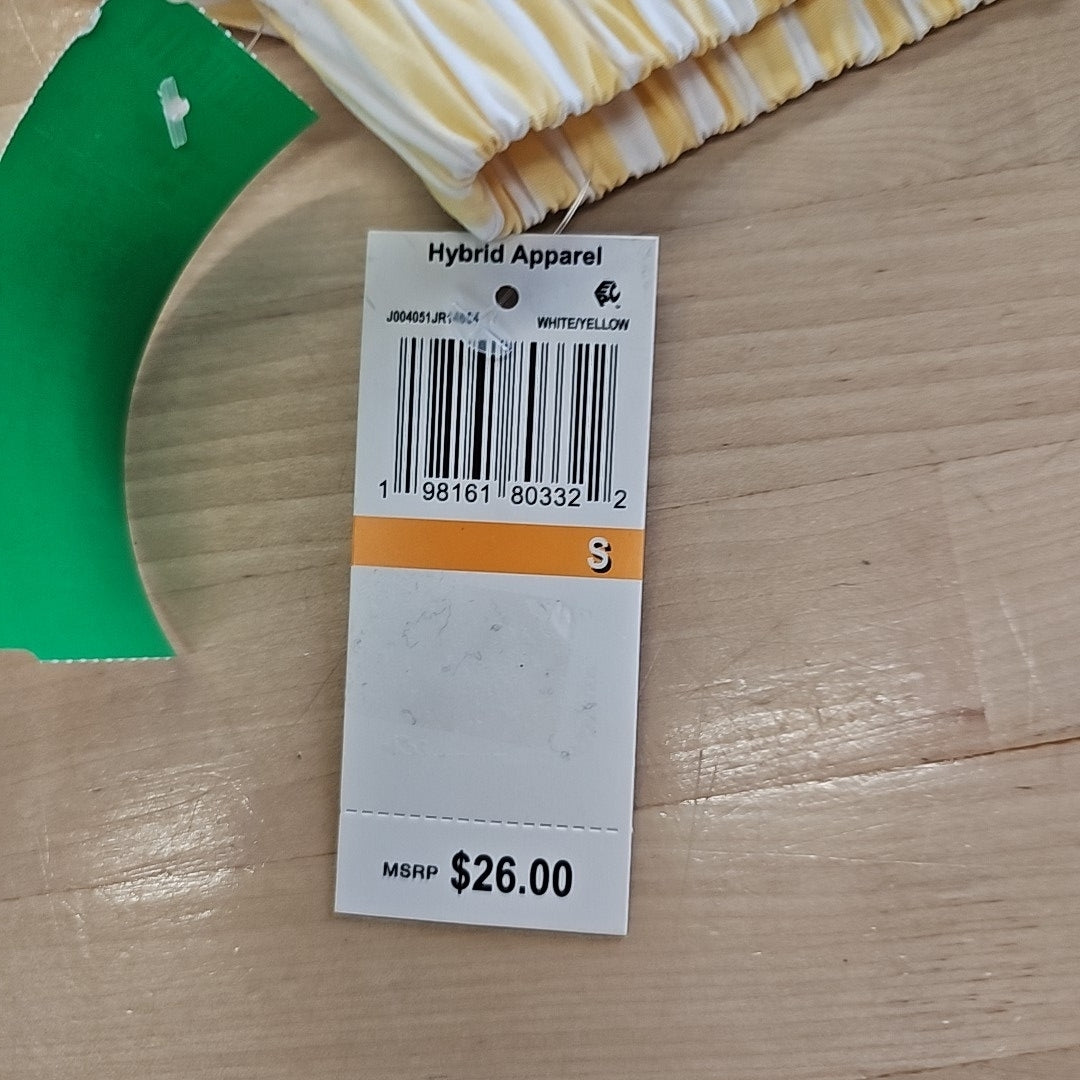 Hybrid Apparel
WHITE/YELLOW
1 98161 80332 2
S
MSRP $26.00